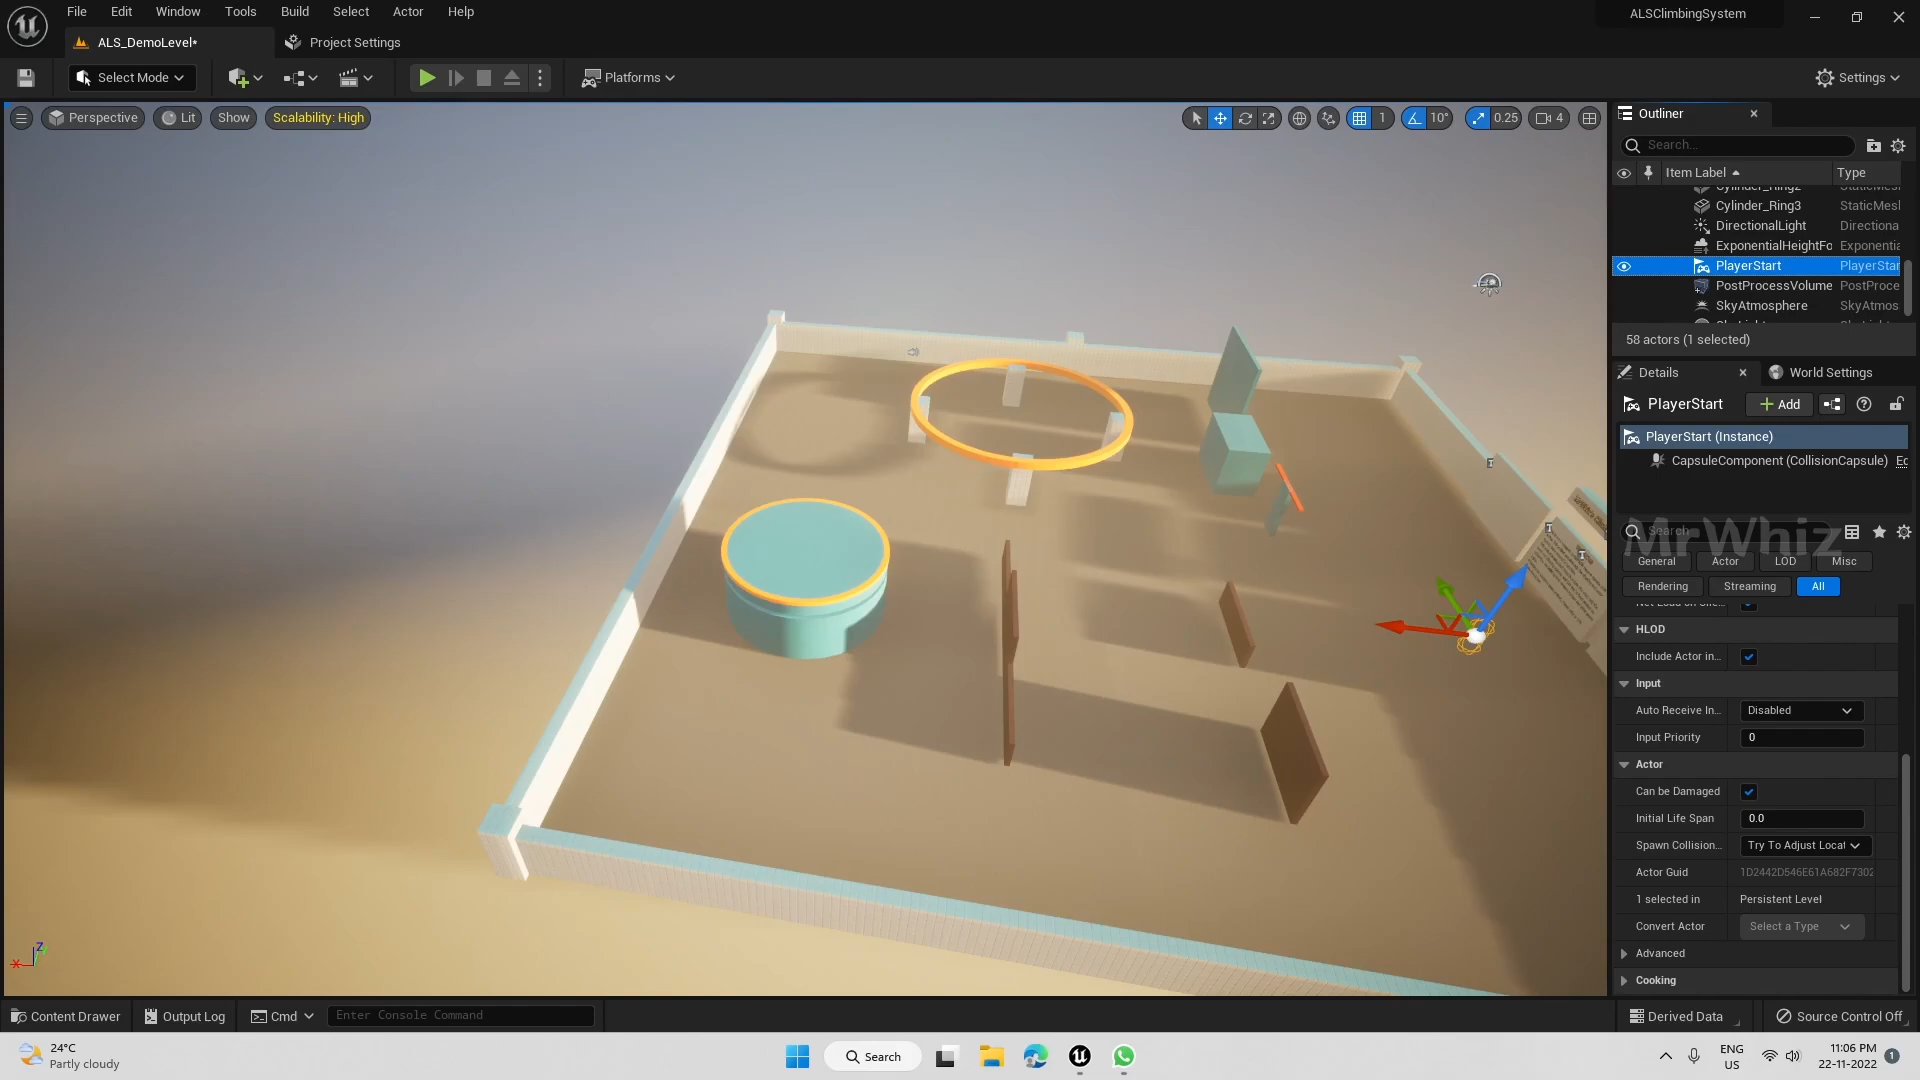 File Edit Window Tools Build Select Actor Help
ALSClimbingSystem
ALS_DemoLevel*
Project Settings
Select Mode
Platforms
Settings
Perspective
Lit
Show
Scalability: High
1
10°
0.25
4
Outliner
Search...
Item Label
Type
Cylinder_Ring2 StaticMesl
Cylinder_Ring3 StaticMesl
DirectionalLight Directiona
ExponentialHeightFo Exponentia
PlayerStart PlayerStar
PostProcessVolume PostProce
SkyAtmosphere SkyAtmos
58 actors (1 selected)
Details
World Settings
PlayerStart
Add
PlayerStart (Instance)
CapsuleComponent (CollisionCapsule) Ec
Search
MrWhiz
General Actor LOD Misc
Rendering Streaming All
HLOD
Include Actor in...
Input
Auto Receive In... Disabled
Input Priority 0
Actor
Can be Damaged
Initial Life Span 0.0
Spawn Collision... Try To Adjust Locat
Actor Guid 1D2442D546E61A682F7302
1 selected in Persistent Level
Convert Actor Select a Type
Advanced
Cooking
Z
X
Content Drawer
Output Log
Cmd
Enter Console Command
Derived Data
Source Control Off
24°C
Partly cloudy
Search
ENG
US
11:06 PM
22-11-2022
1